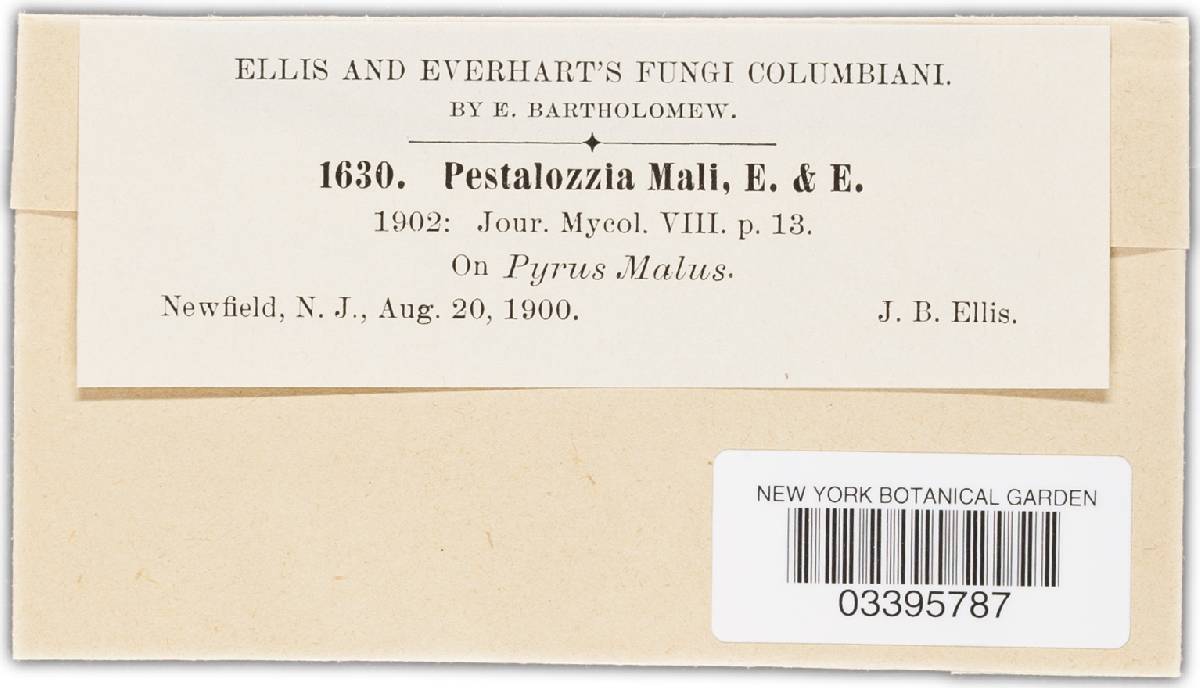 ELLIS AND EVERHART'S FUNGI COLUMBIANI.
BY E. BARTHOLOMEW.
1630. Pestalozzia Mali, E. & E.
1902: Jour. Mycol. VIII. p. 13.
On Pyrus Malus.
Newfield, N. J., Aug. 20, 1900. J. B. Ellis.
NEW YORK BOTANICAL GARDEN
03395787